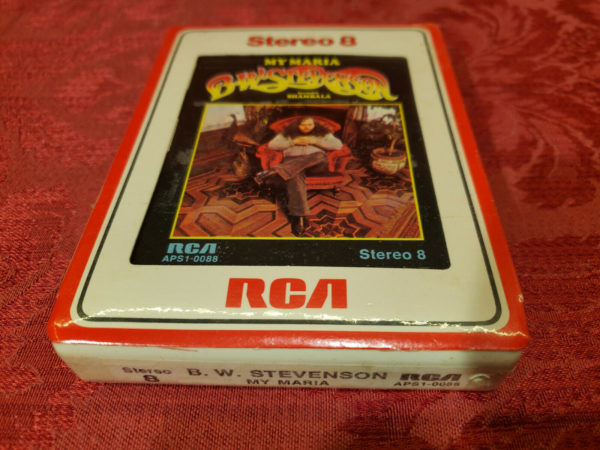 Stereo 8
MY MARIA
B.W. STEVENSON
SHAMBALA
RCA
APS1-0088
Stereo 8
RCA
Stereo 8
B. W. STEVENSON
MY MARIA
RCA
APS1-0088